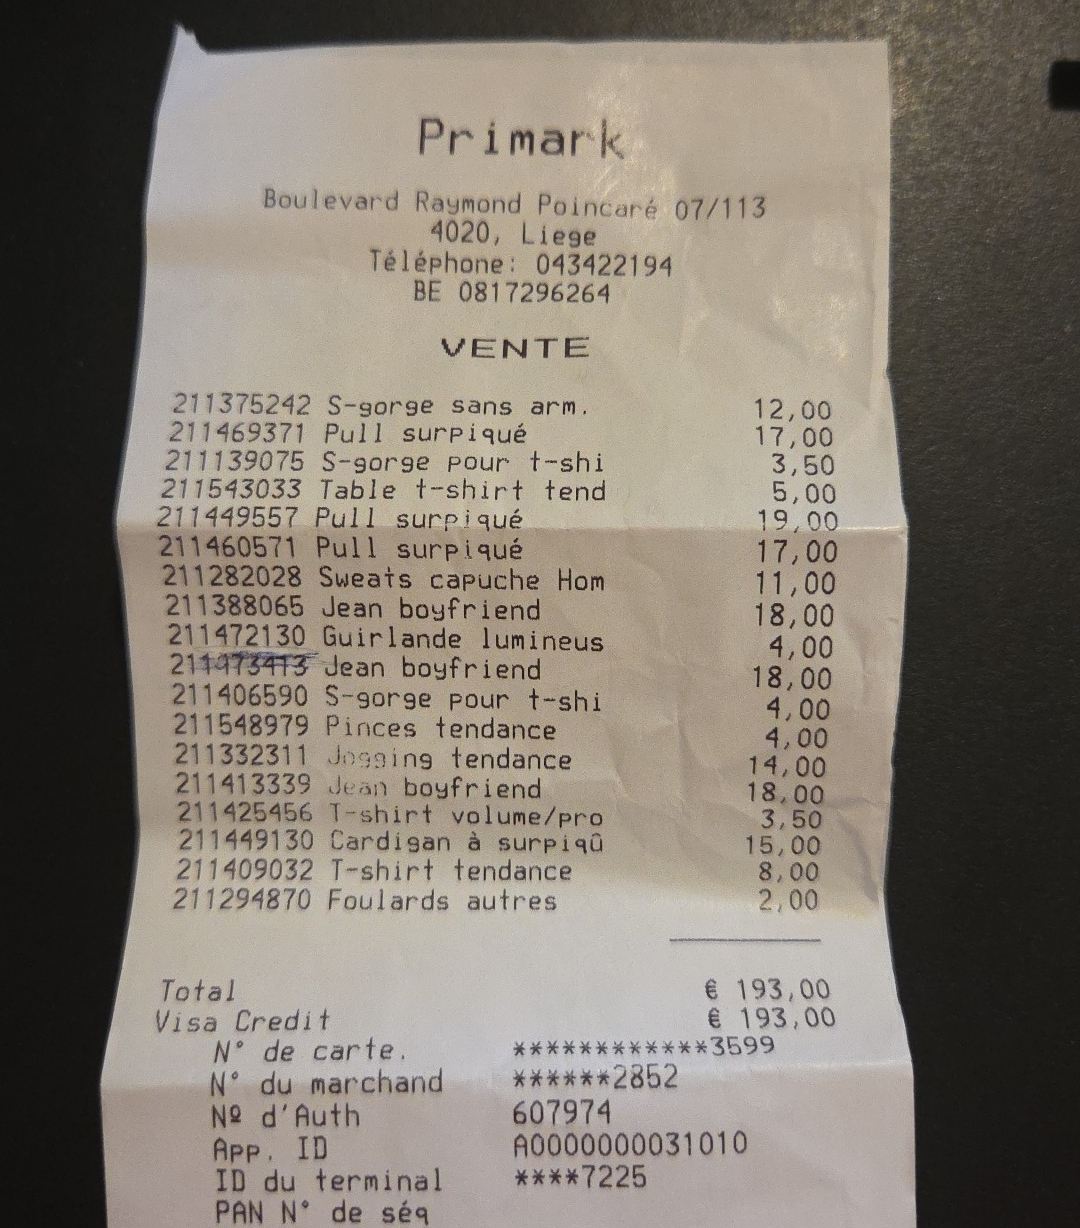 Primark
Boulevard Raymond Poincaré 07/113
4020, Liege
Téléphone: 043422194
BE 0817296264
VENTE
211375242 S-gorge sans arm. 12,00
211469371 Pull surpiqué 17,00
211139075 S-gorge pour t-shi 3,50
211543033 Table t-shirt tend 5,00
211449557 Pull surpiqué 19,00
211460571 Pull surpiqué 17,00
211282028 Sweats capuche Hom 11,00
211388065 Jean boyfriend 18,00
211472130 Guirlande lumineus 4,00
211473413 Jean boyfriend 18,00
211406590 S-gorge pour t-shi 4,00
211548979 Pinces tendance 4,00
211332311 Jogging tendance 14,00
211413339 Jean boyfriend 18,00
211425456 T-shirt volume/pro 3,50
211449130 Cardigan à surpiqû 15,00
211409032 T-shirt tendance 8,00
211294870 Foulards autres 2,00
Total € 193,00
Visa Credit € 193,00
N° de carte. ************3599
N° du marchand ******2852
Nº d'Auth 607974
App. ID A0000000031010
ID du terminal ****7225
PAN N° de séq